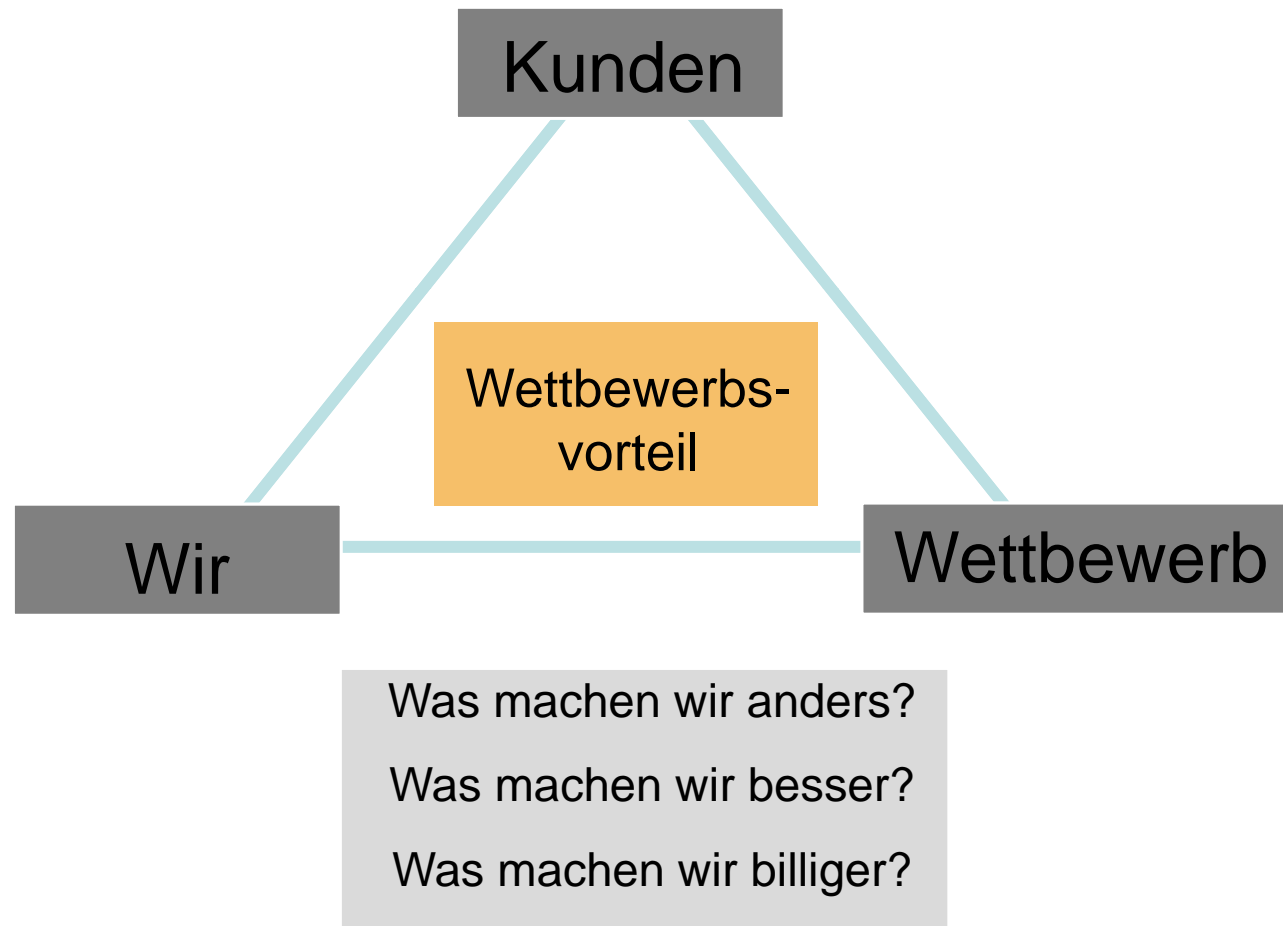 Kunden
Wettbewerbs-
vorteil
Wir
Wettbewerb
Was machen wir anders?
Was machen wir besser?
Was machen wir billiger?